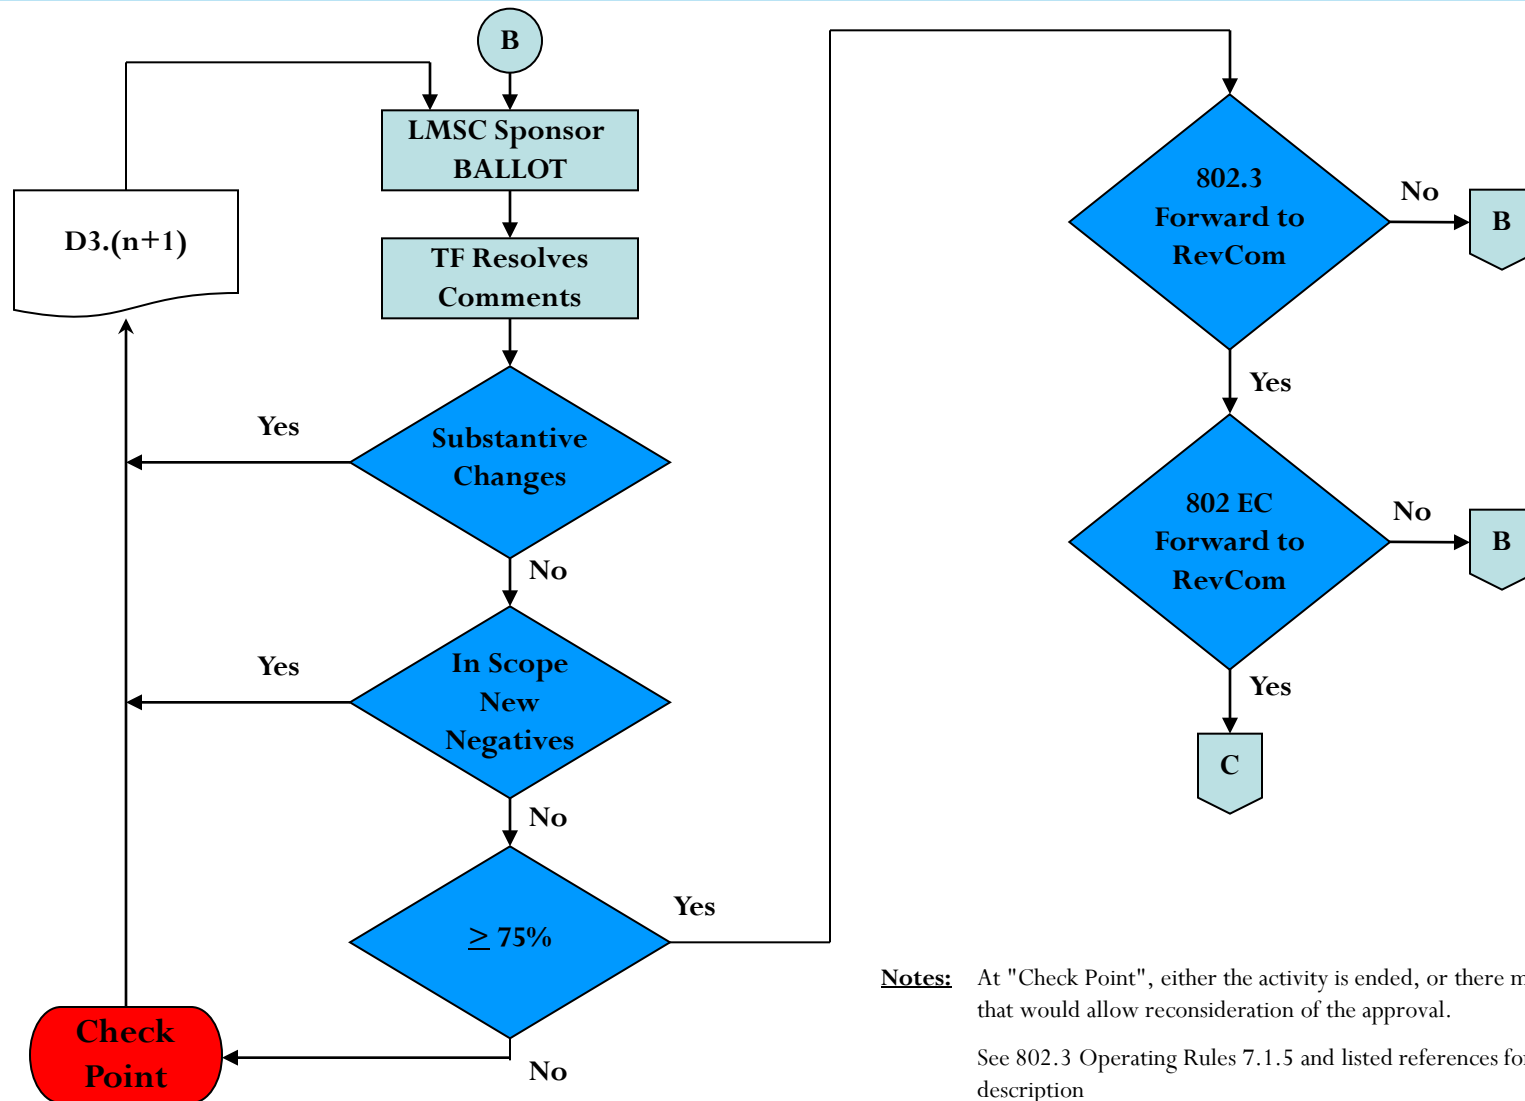 B
LMSC Sponsor
BALLOT
D3.(n+1)
TF Resolves
Comments
Yes
Substantive
Changes
No
Yes
In Scope
New
Negatives
No
≥ 75%
Yes
No
Check
Point
802.3
Forward to
RevCom
No
B
Yes
802 EC
Forward to
RevCom
No
B
Yes
C
Notes: At "Check Point", either the activity is ended, or there
that would allow reconsideration of the approval.
See 802.3 Operating Rules 7.1.5 and listed references for
description